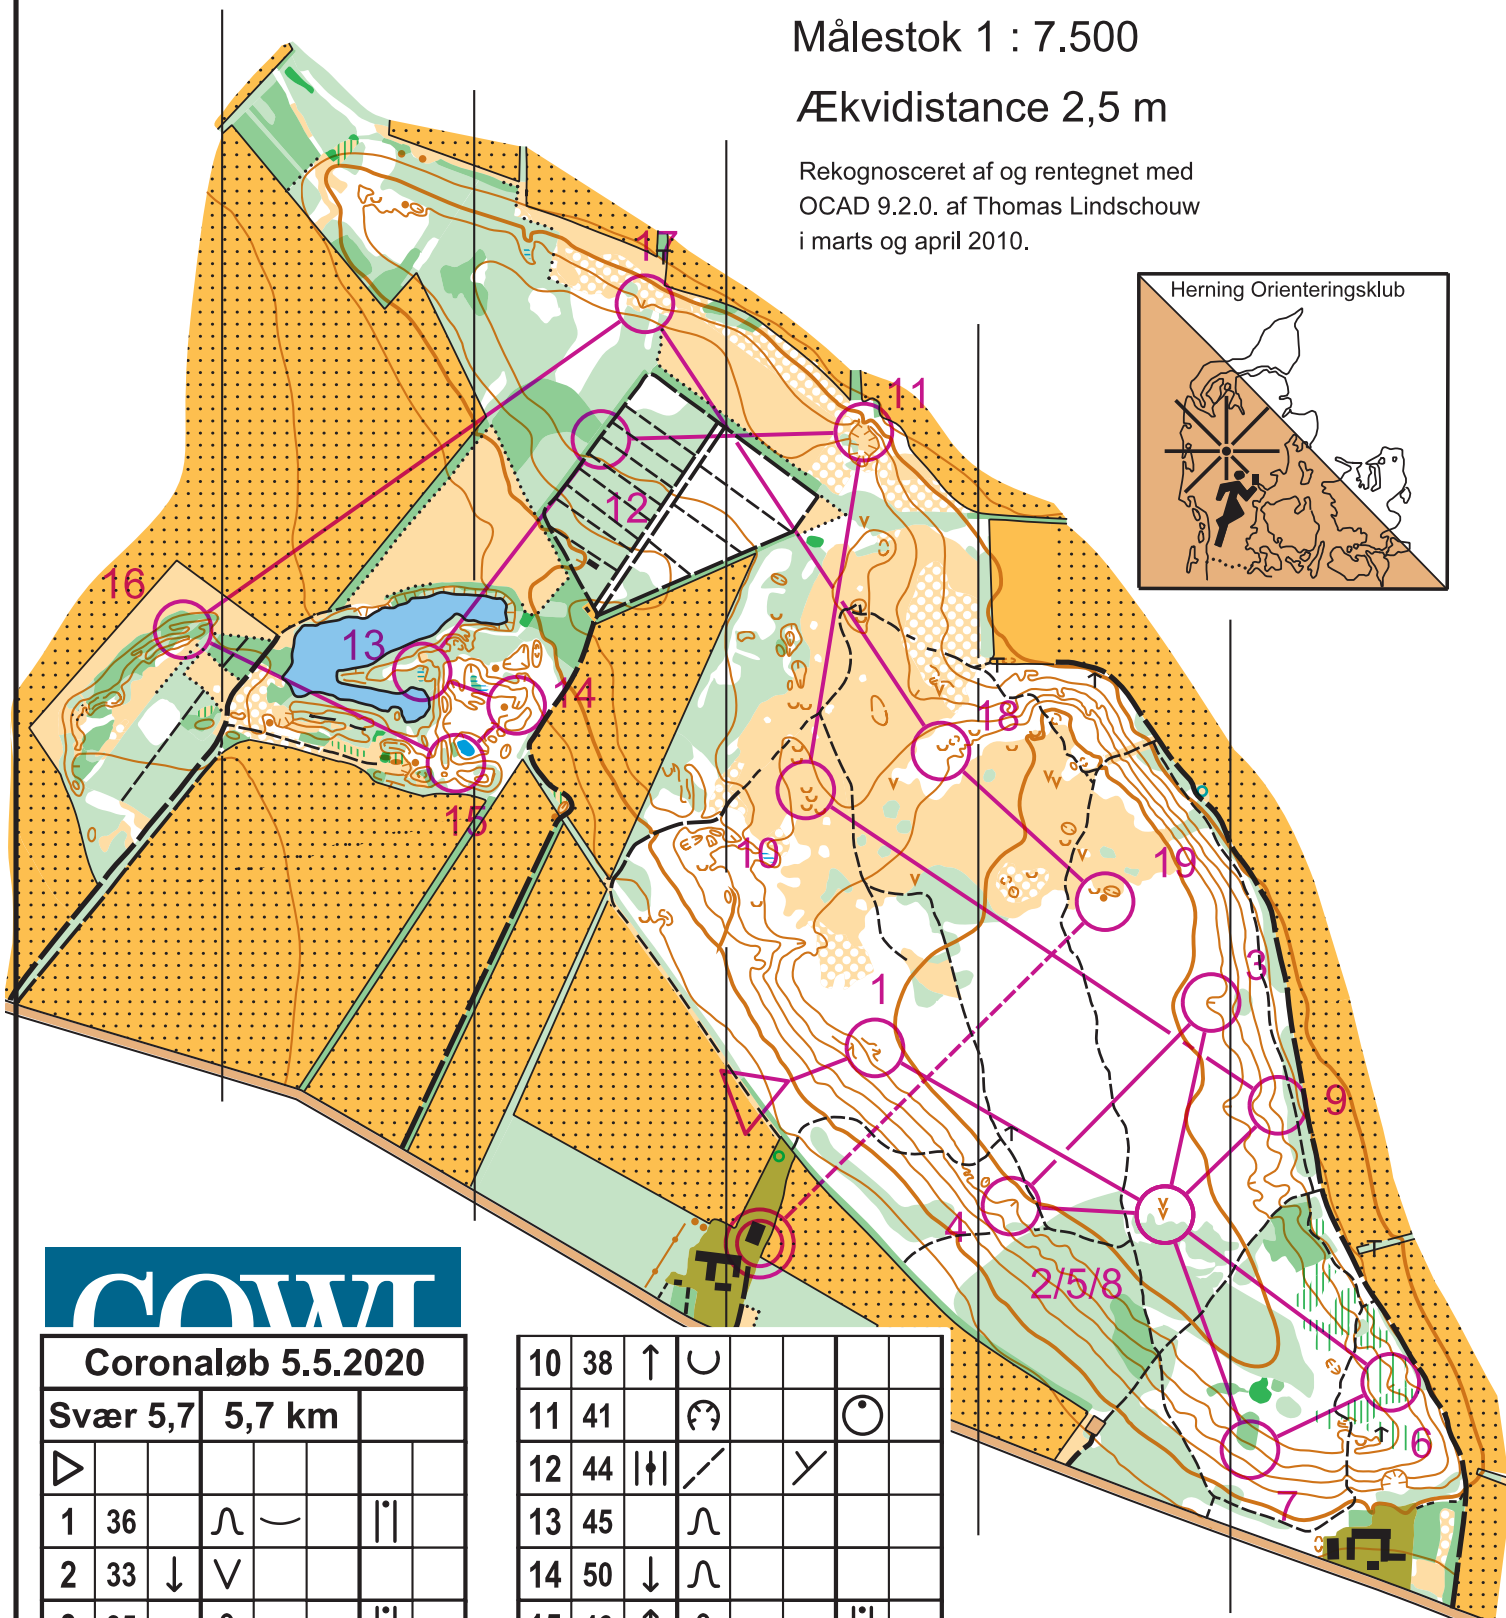 Målestok 1 : 7.500
Ækvidistance 2,5 m
Rekognosceret af og rentegnet med
OCAD 9.2.0. af Thomas Lindschouw
i marts og april 2010.
Herning Orienteringsklub
17
11
12
16
13
14
18
15
10
19
3
1
9
4
2/5/8
6
7
COWI
Coronaløb 5.5.2020
Svær 5,7 5,7 km
1 36
2 33
10 38
11 41
12 44
13 45
14 50